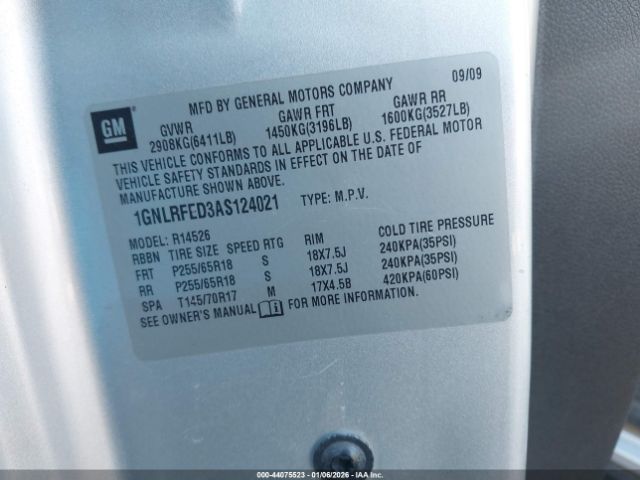 MFD BY GENERAL MOTORS COMPANY 09/09
GM
GVWR GAWR FRT GAWR RR
2908KG(6411LB) 1450KG(3196LB) 1600KG(3527LB)
THIS VEHICLE CONFORMS TO ALL APPLICABLE U.S. FEDERAL MOTOR
VEHICLE SAFETY STANDARDS IN EFFECT ON THE DATE OF
MANUFACTURE SHOWN ABOVE.
1GNLRFED3AS124021 TYPE: M.P.V.
MODEL: R14526
RBBN TIRE SIZE SPEED RTG RIM COLD TIRE PRESSURE
FRT P255/65R18 S 18X7.5J 240KPA(35PSI)
RR P255/65R18 S 18X7.5J 240KPA(35PSI)
SPA T145/70R17 M 17X4.5B 420KPA(60PSI)
SEE OWNER'S MANUAL FOR MORE INFORMATION.
000-44075523 | 01/06/2026 | © COPYRIGHT IAA, LLC